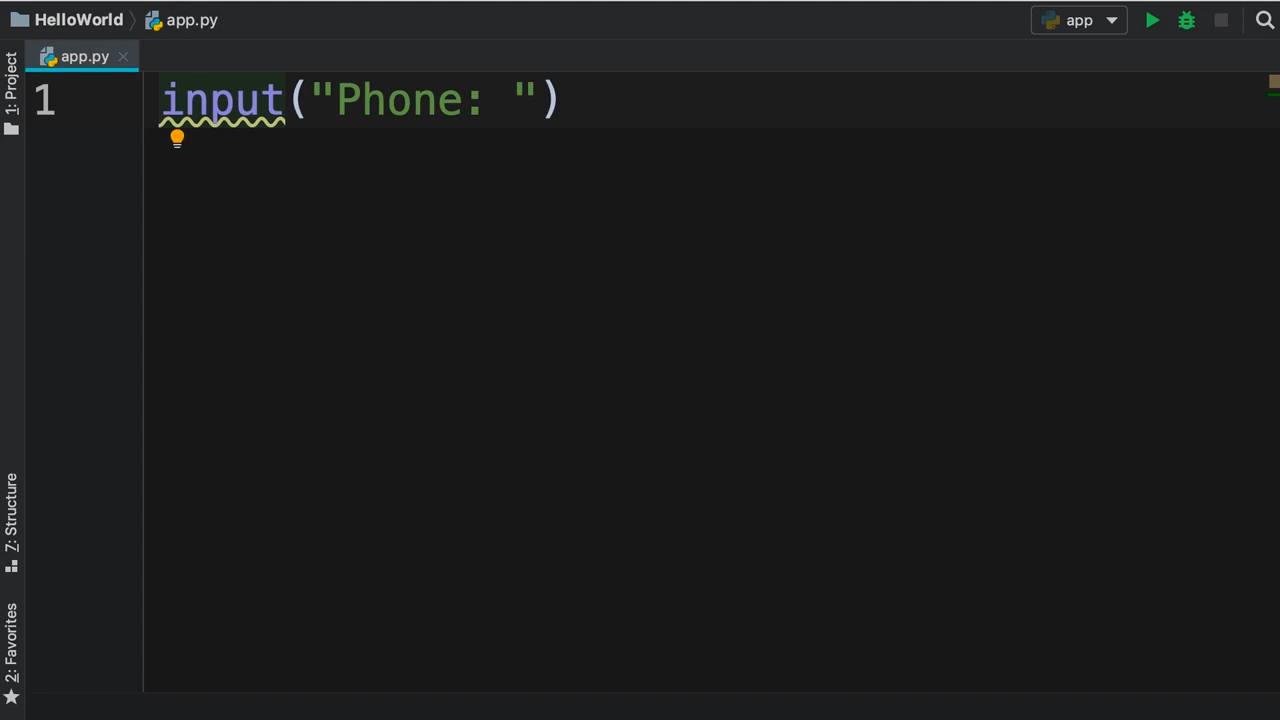 HelloWorld app.py app
app.py
1 input("Phone: ")
1: Project
7: Structure
2: Favorites